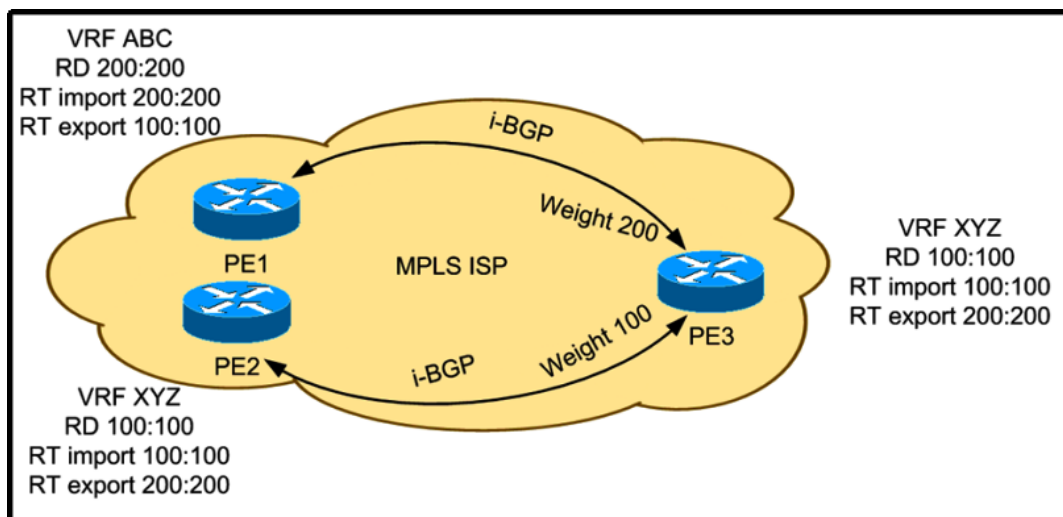 VRF ABC
RD 200:200
RT import 200:200
RT export 100:100
i-BGP
Weight 200
PE1
MPLS ISP
VRF XYZ
RD 100:100
RT import 100:100
RT export 200:200
PE3
Weight 100
PE2
i-BGP
VRF XYZ
RD 100:100
RT import 100:100
RT export 200:200